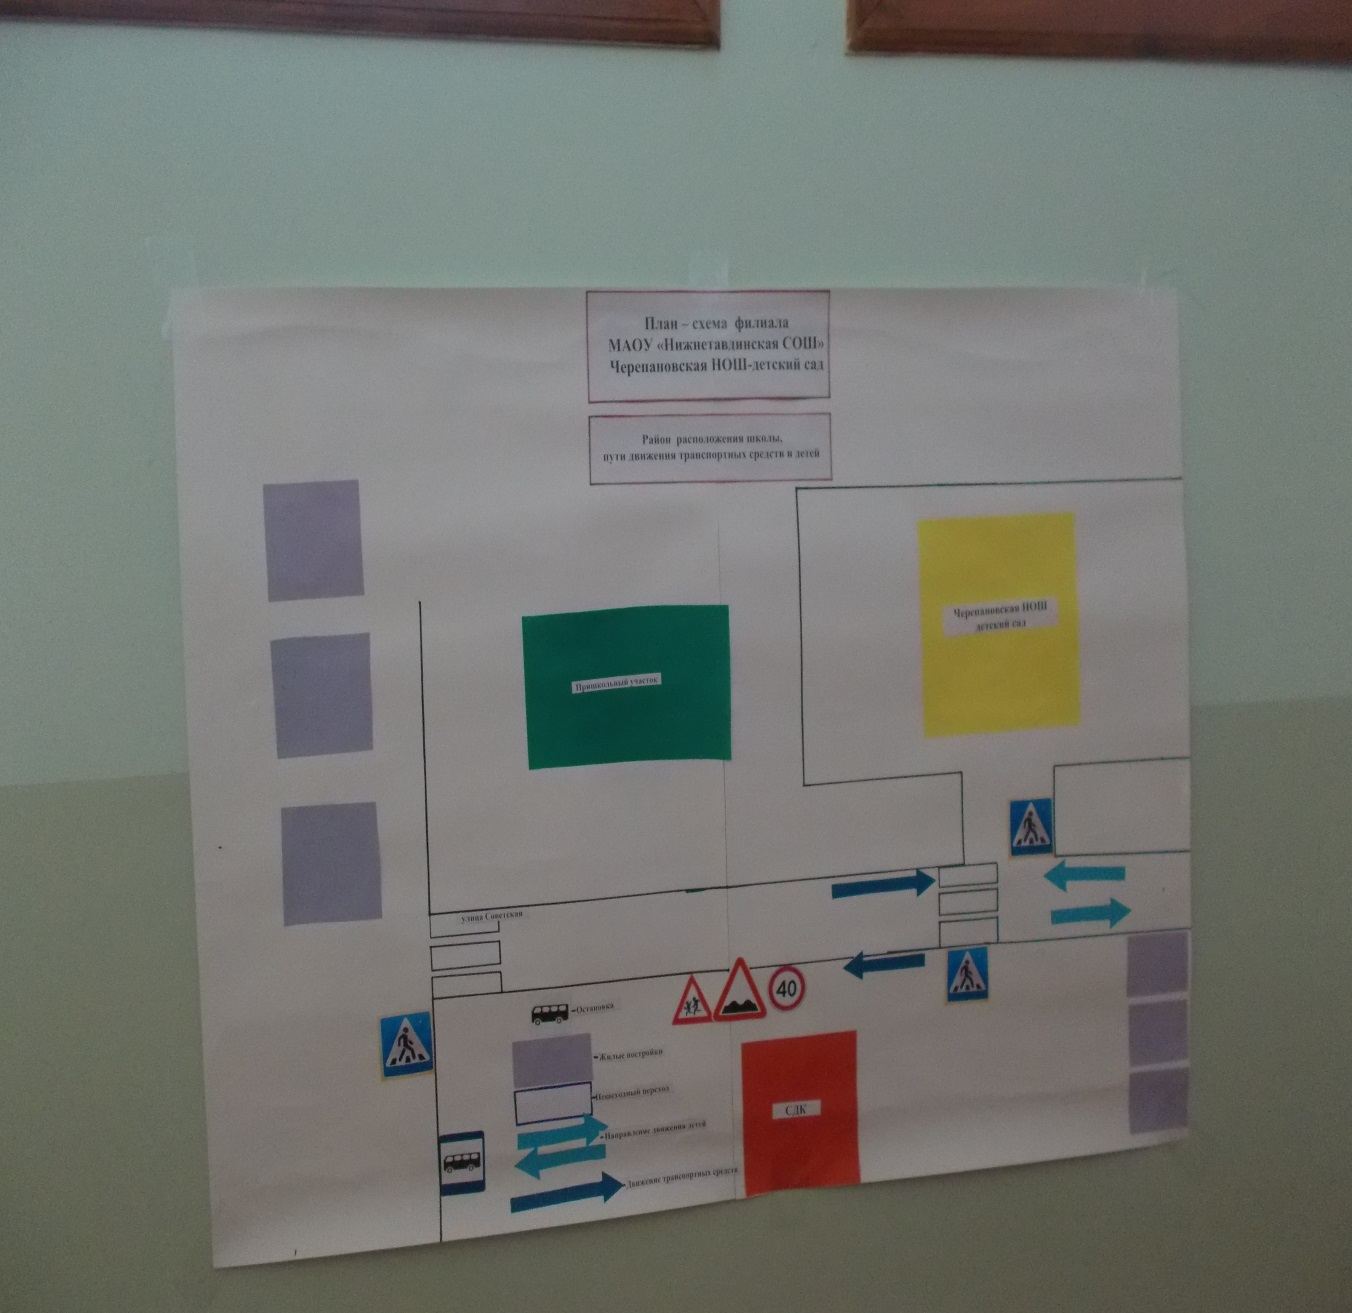 План – схема филиала
МАОУ «Нижнетавдинская СОШ»
Черепановская НОШ-детский сад
Район расположения школы,
пути движения транспортных средств и детей
Черепановская НОШ
детский сад
Пришкольный участок
улица Советская
40
-Остановка
-Жилые постройки
-Пешеходный переход
-Направление движения детей
-Движение транспортных средств
СДК